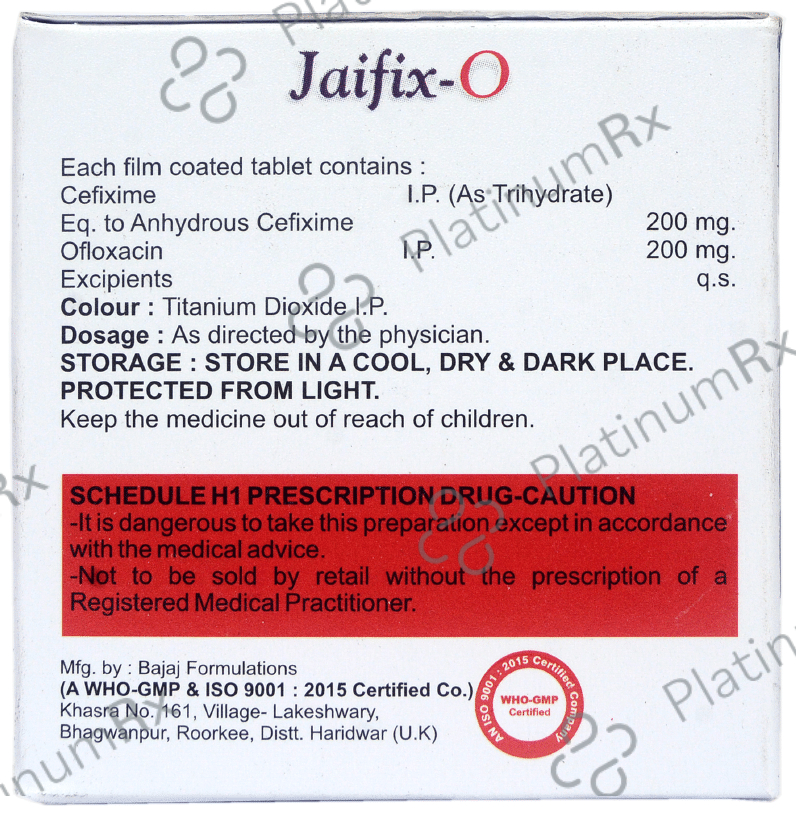 Jaifix-O
Each film coated tablet contains :
Cefixime I.P. (As Trihydrate)
Eq. to Anhydrous Cefixime 200 mg.
Ofloxacin I.P. 200 mg.
Excipients q.s.
Colour : Titanium Dioxide I.P.
Dosage : As directed by the physician.
STORAGE : STORE IN A COOL, DRY & DARK PLACE.
PROTECTED FROM LIGHT.
Keep the medicine out of reach of children.
SCHEDULE H1 PRESCRIPTION DRUG-CAUTION
-It is dangerous to take this preparation except in accordance
with the medical advice.
-Not to be sold by retail without the prescription of a
Registered Medical Practitioner.
Mfg. by : Bajaj Formulations
(A WHO-GMP & ISO 9001 : 2015 Certified Co.)
Khasra No. 161, Village- Lakeshwary,
Bhagwanpur, Roorkee, Distt. Haridwar (U.K)
AN ISO 9001 : 2015 Certified Company
WHO-GMP
Certified
PlatinumRx
PlatinumRx
PlatinumRx